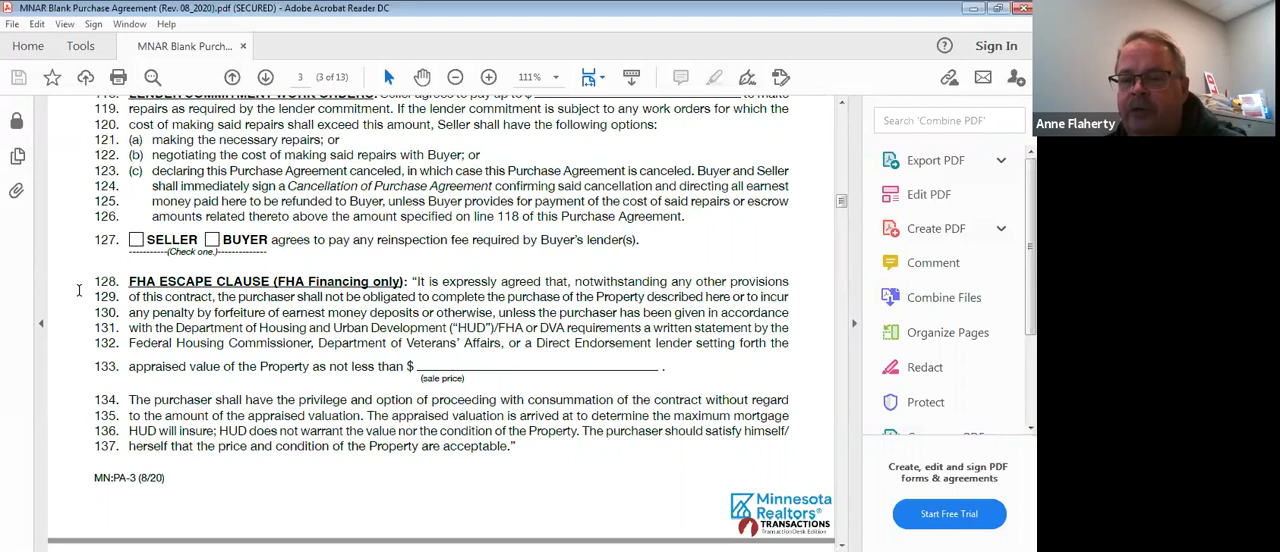 MNAR Blank Purchase Agreement (Rev. 08_2020).pdf (SECURED) - Adobe Acrobat Reader DC
File Edit View Sign Window Help
Home Tools MNAR Blank Purch... × Sign In
3 (3 of 13) 111%
118. LENDER COMMITMENT WORK ORDERS: Seller agrees to pay up to $ to make
119. repairs as required by the lender commitment. If the lender commitment is subject to any work orders for which the
120. cost of making said repairs shall exceed this amount, Seller shall have the following options:
121. (a) making the necessary repairs; or
122. (b) negotiating the cost of making said repairs with Buyer; or
123. (c) declaring this Purchase Agreement canceled, in which case this Purchase Agreement is canceled. Buyer and Seller
124. shall immediately sign a Cancellation of Purchase Agreement confirming said cancellation and directing all earnest
125. money paid here to be refunded to Buyer, unless Buyer provides for payment of the cost of said repairs or escrow
126. amounts related thereto above the amount specified on line 118 of this Purchase Agreement.
127. SELLER BUYER agrees to pay any reinspection fee required by Buyer's lender(s).
-----------(Check one.)-------------
128. FHA ESCAPE CLAUSE (FHA Financing only): "It is expressly agreed that, notwithstanding any other provisions
129. of this contract, the purchaser shall not be obligated to complete the purchase of the Property described here or to incur
130. any penalty by forfeiture of earnest money deposits or otherwise, unless the purchaser has been given in accordance
131. with the Department of Housing and Urban Development ("HUD")/FHA or DVA requirements a written statement by the
132. Federal Housing Commissioner, Department of Veterans' Affairs, or a Direct Endorsement lender setting forth the
133. appraised value of the Property as not less than $ .
(sale price)
134. The purchaser shall have the privilege and option of proceeding with consummation of the contract without regard
135. to the amount of the appraised valuation. The appraised valuation is arrived at to determine the maximum mortgage
136. HUD will insure; HUD does not warrant the value nor the condition of the Property. The purchaser should satisfy himself/
137. herself that the price and condition of the Property are acceptable."
MN:PA-3 (8/20)
Minnesota
Realtors®
TRANSACTIONS
TransactionDesk Edition
Search 'Combine PDF'
Export PDF
Edit PDF
Create PDF
Comment
Combine Files
Organize Pages
Redact
Protect
Create, edit and sign PDF
forms & agreements
Start Free Trial
Anne Flaherty